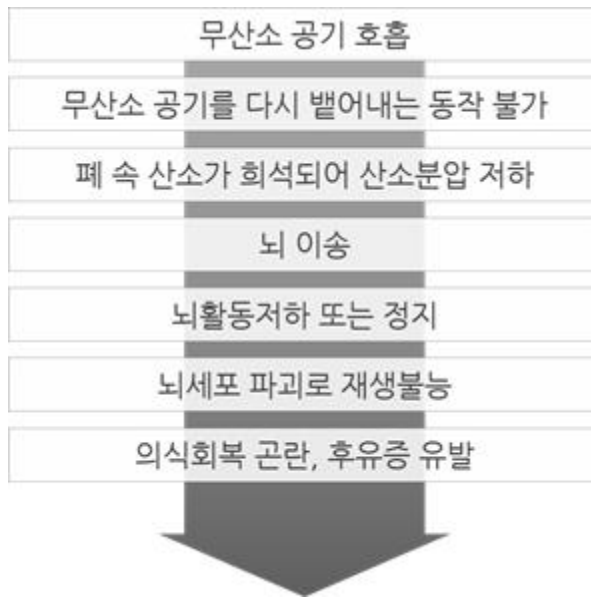 무산소 공기 호흡
무산소 공기를 다시 뱉어내는 동작 불가
폐 속 산소가 희석되어 산소분압 저하
뇌 이송
뇌활동저하 또는 정지
뇌세포 파괴로 재생불능
의식회복 곤란, 후유증 유발